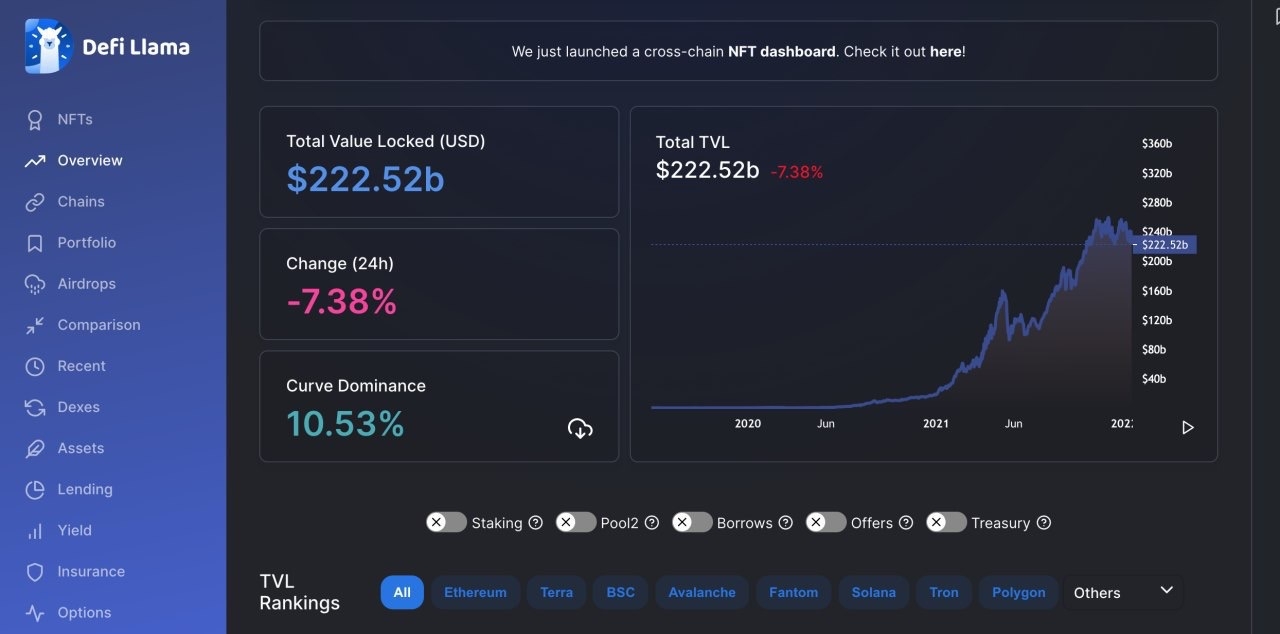 Defi Llama
NFTs
Overview
Chains
Portfolio
Airdrops
Comparison
Recent
Dexes
Assets
Lending
Yield
Insurance
Options
We just launched a cross-chain NFT dashboard. Check it out here!
Total Value Locked (USD)
$222.52b
Change (24h)
-7.38%
Curve Dominance
10.53%
Total TVL
$222.52b -7.38%
$360b
$320b
$280b
$240b
$222.52b
$200b
$160b
$120b
$80b
$40b
2020 Jun 2021 Jun 202
Staking Pool2 Borrows Offers Treasury
TVL
Rankings
All Ethereum Terra BSC Avalanche Fantom Solana Tron Polygon Others